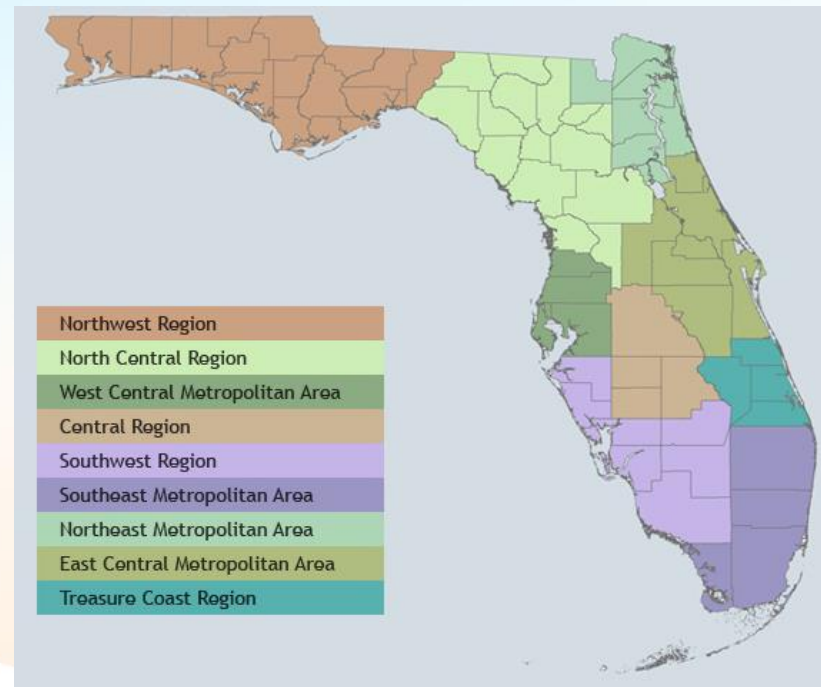 Northwest Region
North Central Region
West Central Metropolitan Area
Central Region
Southwest Region
Southeast Metropolitan Area
Northeast Metropolitan Area
East Central Metropolitan Area
Treasure Coast Region